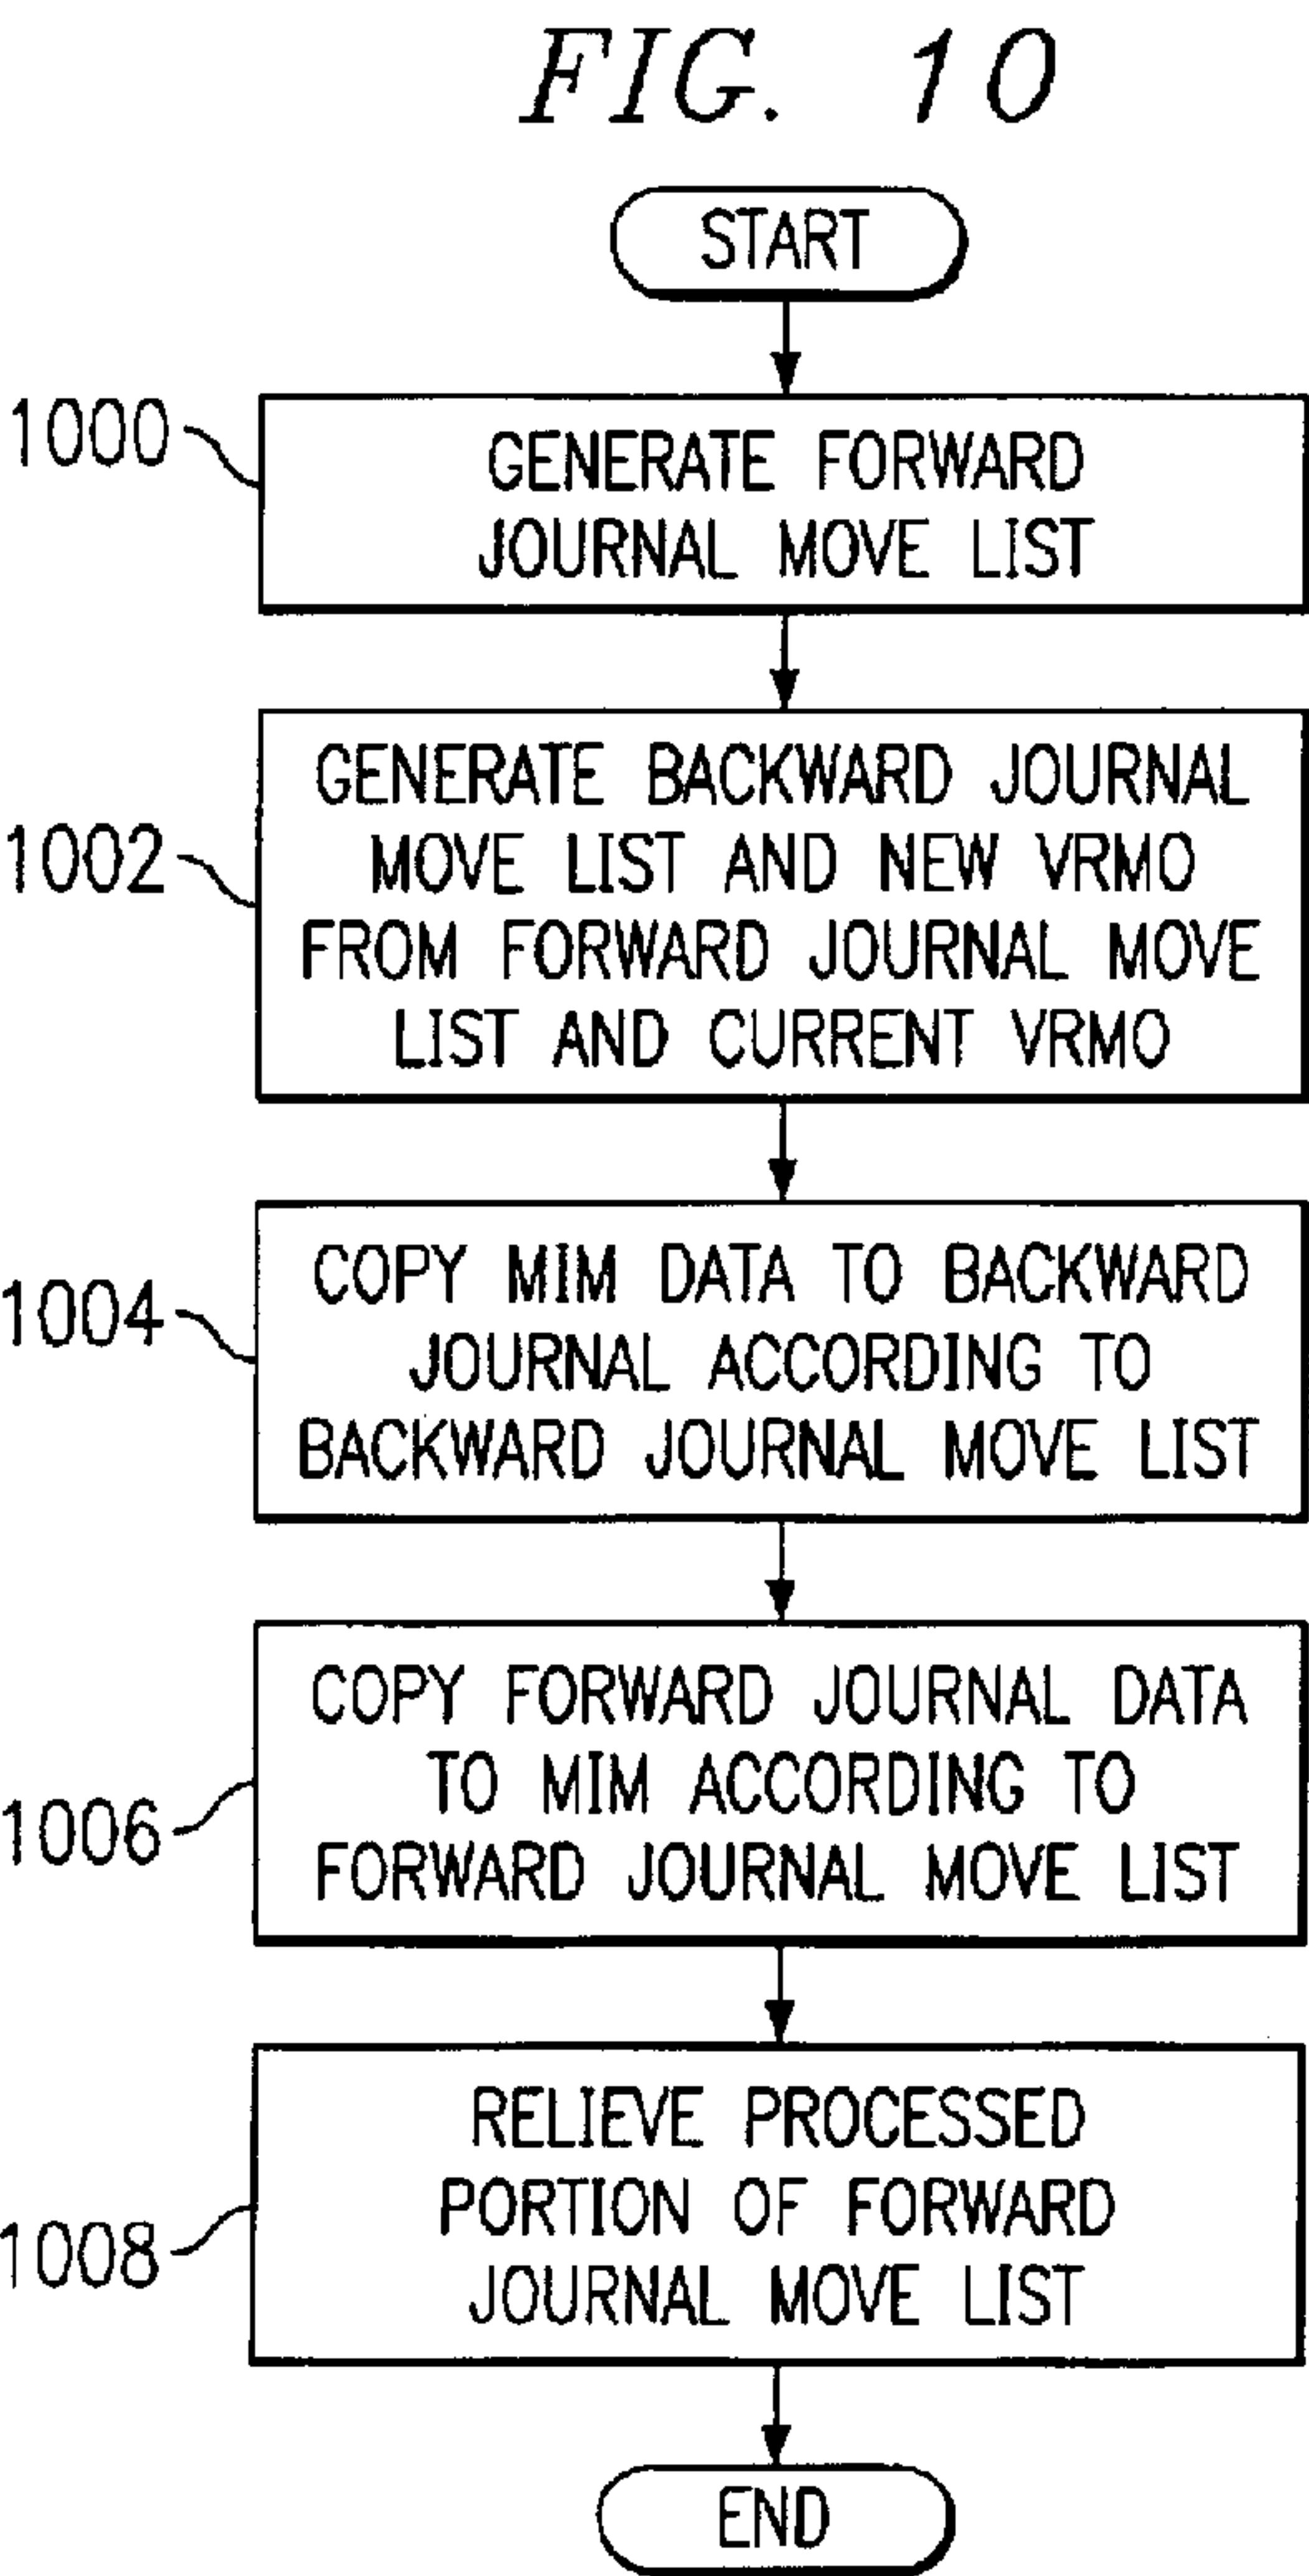 FIG. 10
START
1000
GENERATE FORWARD
JOURNAL MOVE LIST
1002
GENERATE BACKWARD JOURNAL
MOVE LIST AND NEW VRMO
FROM FORWARD JOURNAL MOVE
LIST AND CURRENT VRMO
1004
COPY MIM DATA TO BACKWARD
JOURNAL ACCORDING TO
BACKWARD JOURNAL MOVE LIST
1006
COPY FORWARD JOURNAL DATA
TO MIM ACCORDING TO
FORWARD JOURNAL MOVE LIST
1008
RELIEVE PROCESSED
PORTION OF FORWARD
JOURNAL MOVE LIST
END